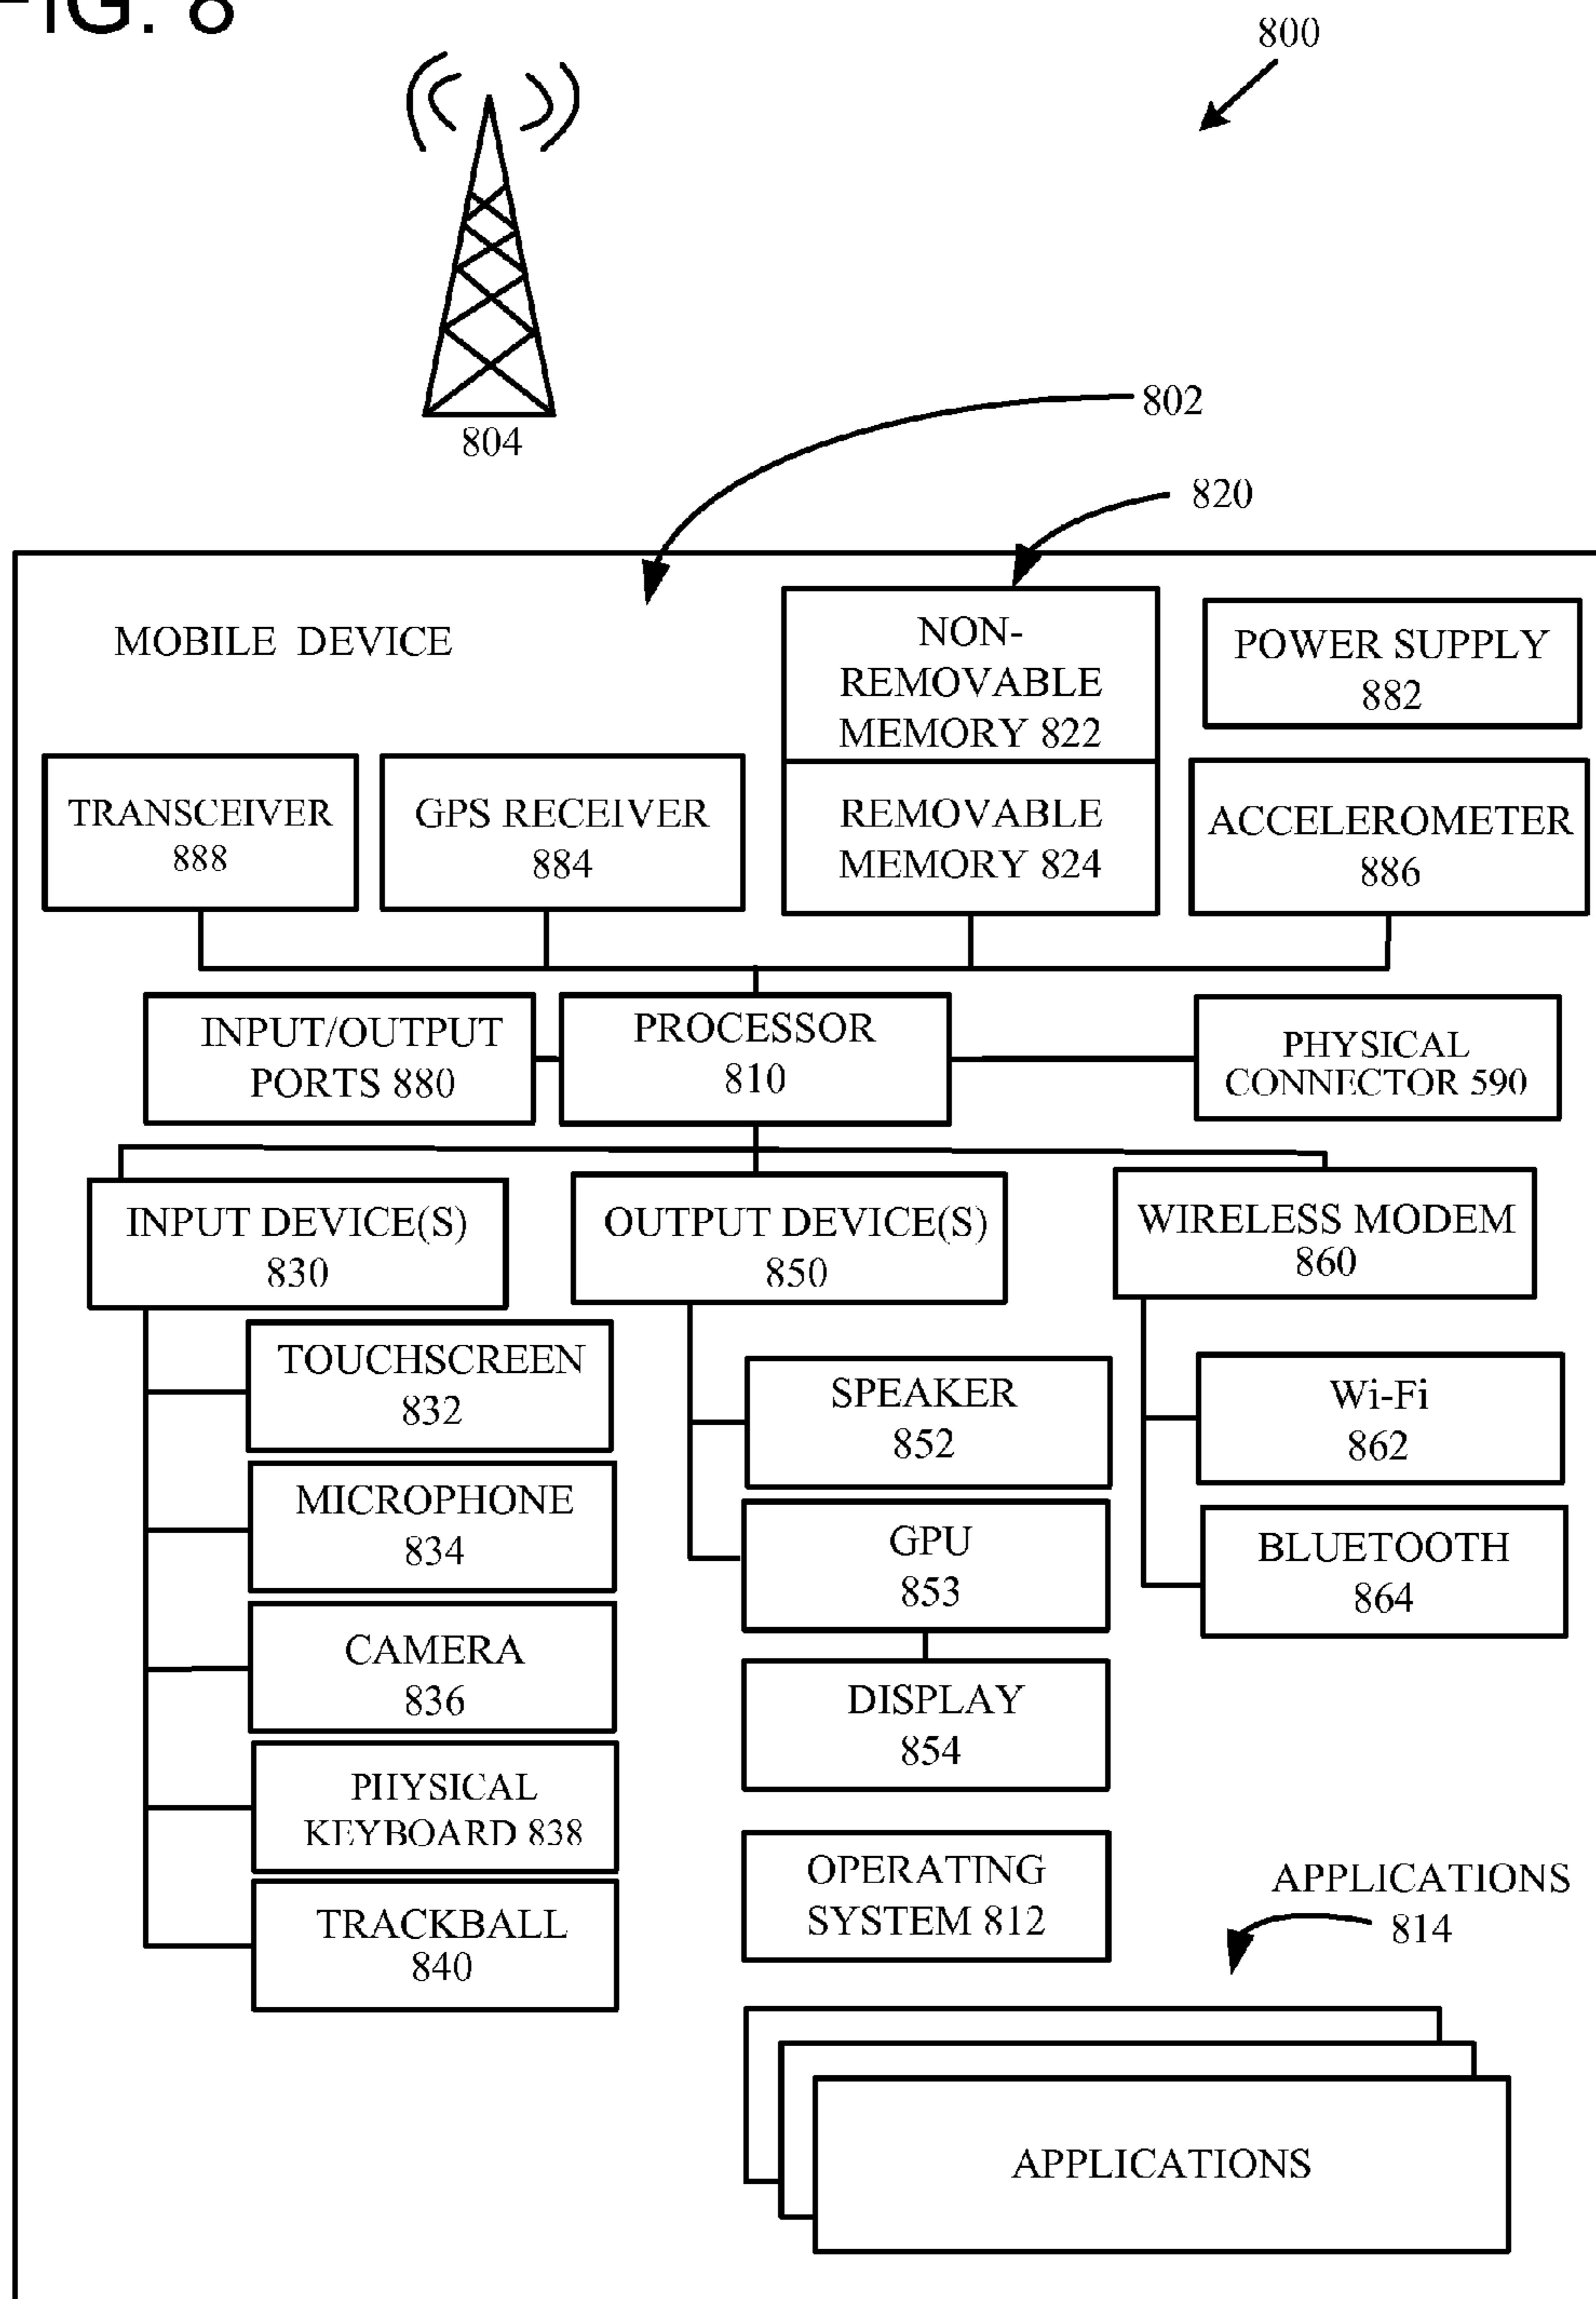 FIG. 8
800
804
802
820
MOBILE DEVICE
NON-
REMOVABLE
MEMORY 822
REMOVABLE
MEMORY 824
POWER SUPPLY
882
TRANSCEIVER
888
GPS RECEIVER
884
ACCELEROMETER
886
INPUT/OUTPUT
PORTS 880
PROCESSOR
810
PHYSICAL
CONNECTOR 590
INPUT DEVICE(S)
830
OUTPUT DEVICE(S)
850
WIRELESS MODEM
860
TOUCHSCREEN
832
MICROPHONE
834
CAMERA
836
PHYSICAL
KEYBOARD 838
TRACKBALL
840
SPEAKER
852
GPU
853
DISPLAY
854
Wi-Fi
862
BLUETOOTH
864
OPERATING
SYSTEM 812
APPLICATIONS
814
APPLICATIONS